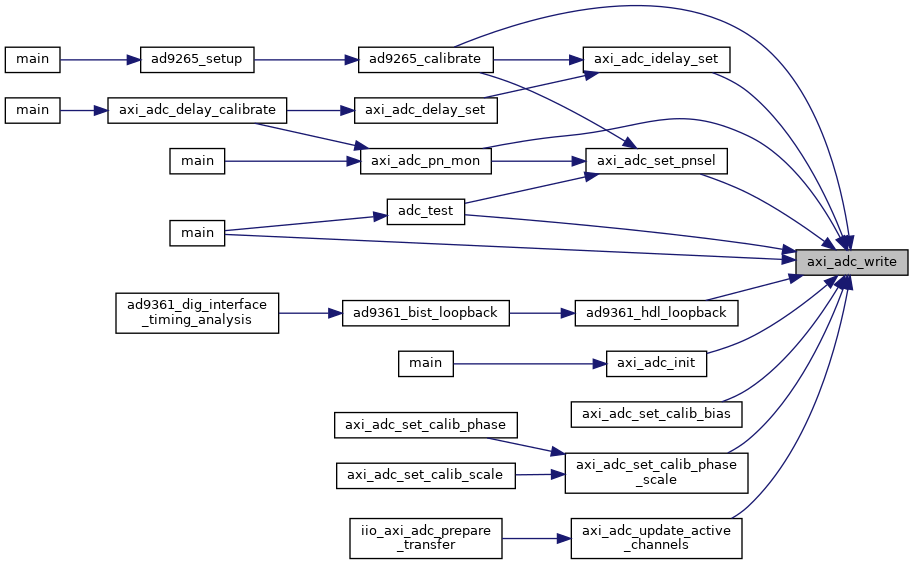 main
ad9265_setup
ad9265_calibrate
axi_adc_idelay_set
main
axi_adc_delay_calibrate
axi_adc_delay_set
main
axi_adc_pn_mon
axi_adc_set_pnsel
adc_test
main
axi_adc_write
ad9361_dig_interface
_timing_analysis
ad9361_bist_loopback
ad9361_hdl_loopback
main
axi_adc_init
axi_adc_set_calib_bias
axi_adc_set_calib_phase
axi_adc_set_calib_phase
_scale
axi_adc_set_calib_scale
iio_axi_adc_prepare
_transfer
axi_adc_update_active
_channels